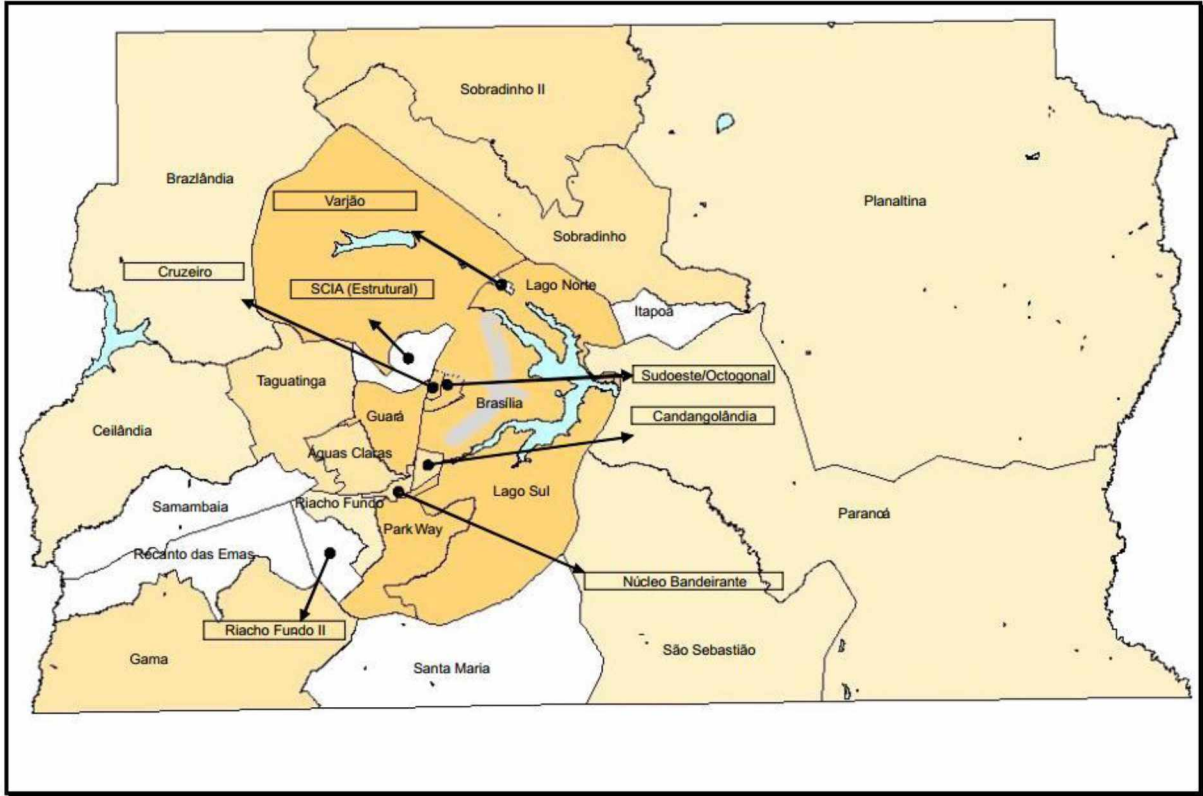 Sobradinho II
Brazlândia
Varjão
Planaltina
Sobradinho
Cruzeiro
SCIA (Estrutural)
Lago Norte
Itapoã
Taguatinga
Sudoeste/Octogonal
Brasília
Guará
Candangolândia
Ceilândia
Águas Claras
Lago Sul
Samambaia
Riacho Fundo
Paranoá
Park Way
Recanto das Emas
Núcleo Bandeirante
Riacho Fundo II
São Sebastião
Gama
Santa Maria